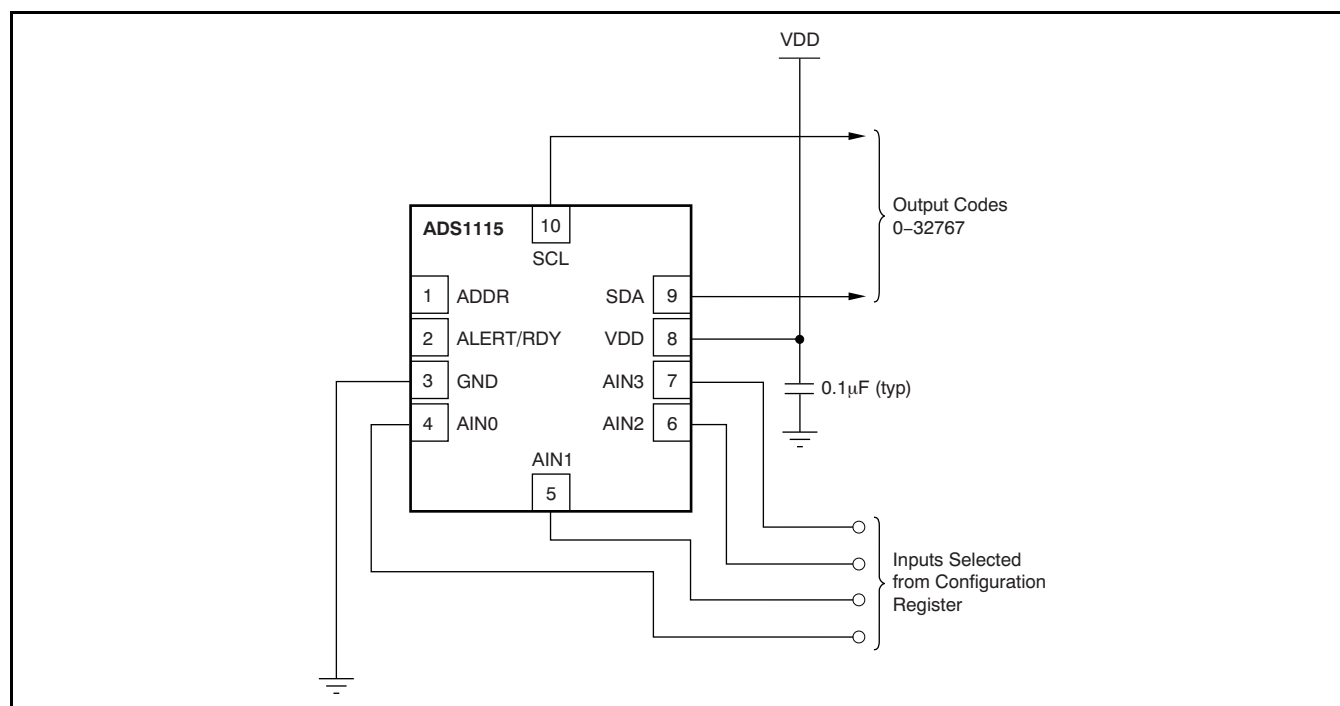 VDD
Output Codes
0–32767
ADS1115
10
SCL
1 ADDR
SDA 9
2 ALERT/RDY
VDD 8
3 GND
AIN3 7
0.1μF (typ)
4 AIN0
AIN2 6
AIN1
5
Inputs Selected
from Configuration
Register